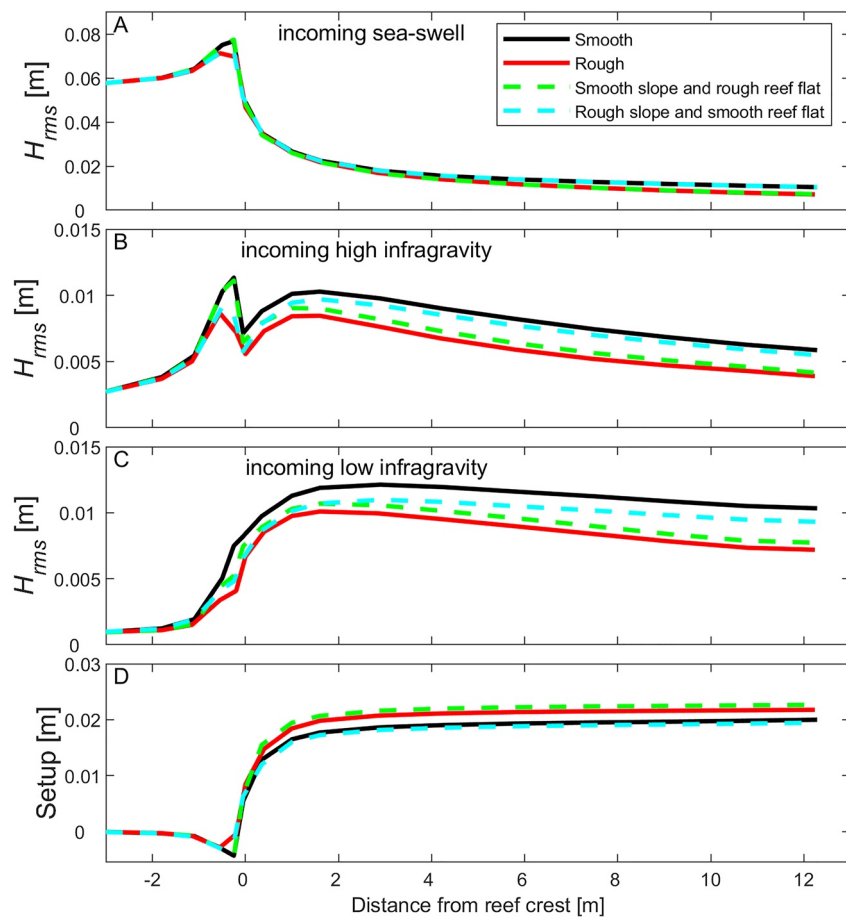 A
incoming sea-swell
0.08
0.06
0.04
0.02
0
H_rms [m]
Smooth
Rough
Smooth slope and rough reef flat
Rough slope and smooth reef flat
B
incoming high infragravity
0.015
0.01
0.005
0
H_rms [m]
C
incoming low infragravity
0.015
0.01
0.005
0
H_rms [m]
D
0.03
0.02
0.01
0
Setup [m]
-2 0 2 4 6 8 10 12
Distance from reef crest [m]